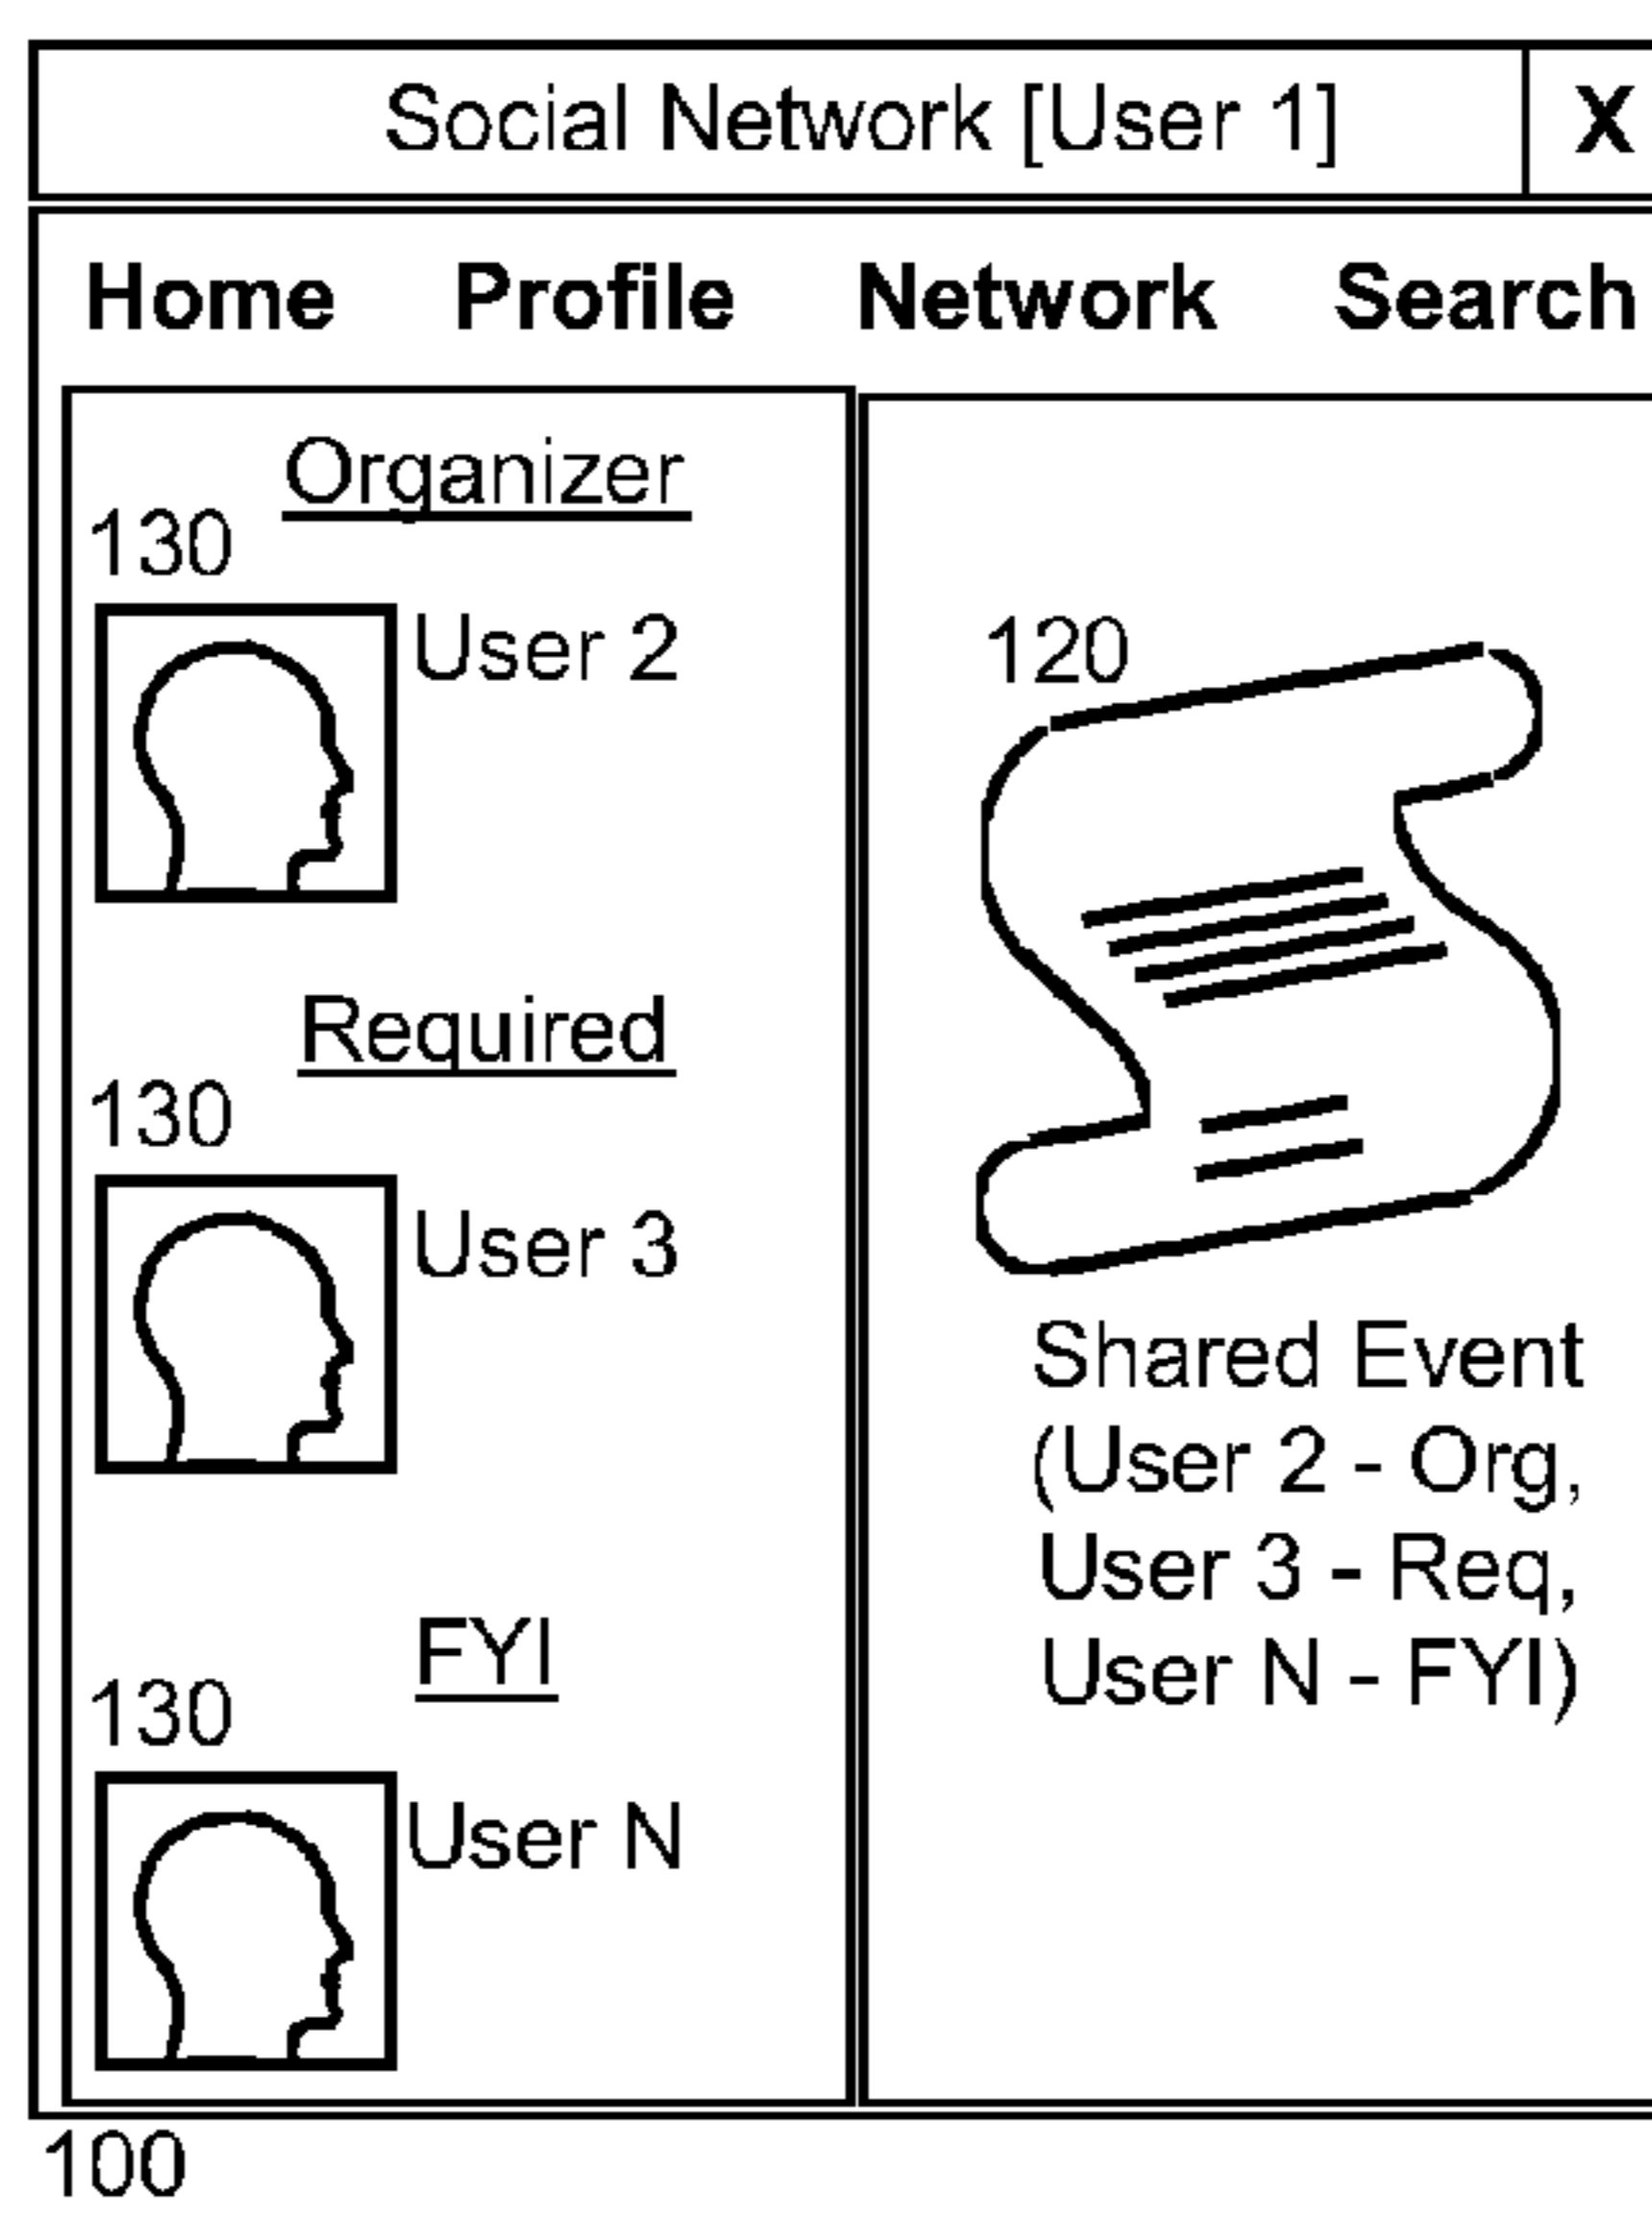 Social Network [User 1] X
Home Profile Network Search
Organizer
130
User 2
Required
130
User 3
FYI
130
User N
120
Shared Event
(User 2 - Org,
User 3 - Req,
User N - FYI)
100